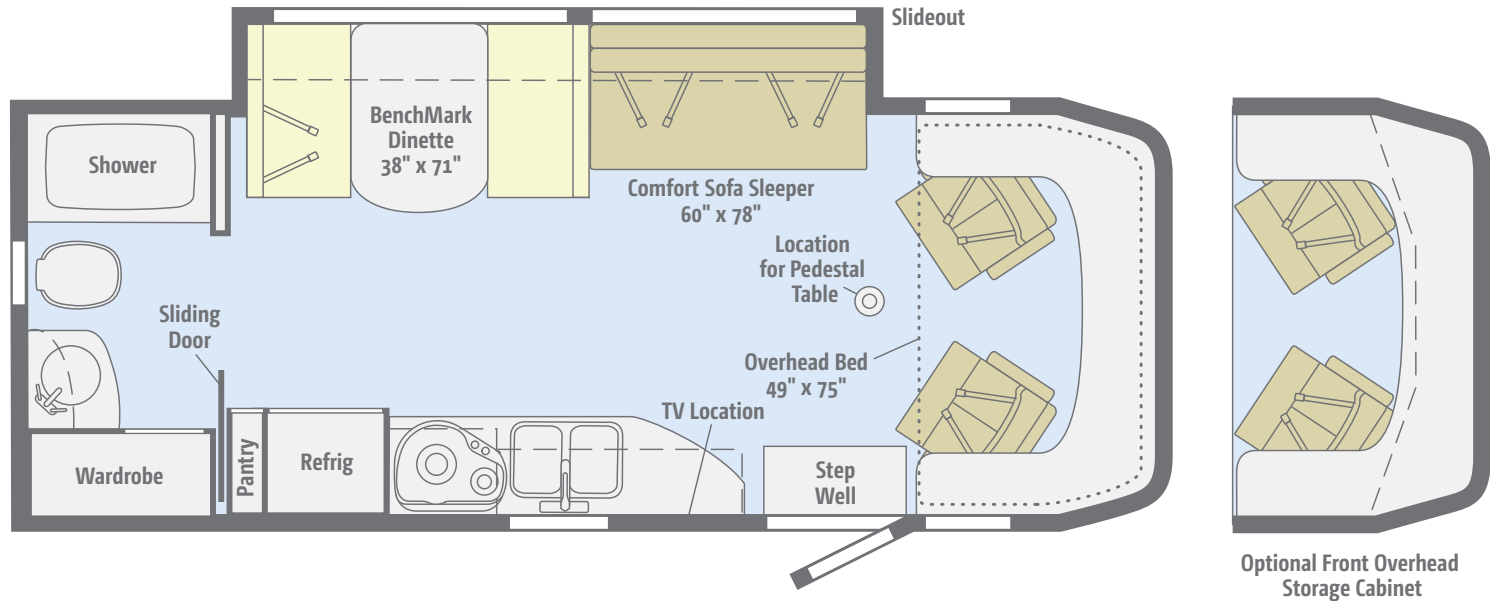 Slideout
BenchMark
Dinette
38" x 71"
Shower
Comfort Sofa Sleeper
60" x 78"
Location
for Pedestal
Table
Sliding
Door
Overhead Bed
49" x 75"
TV Location
Wardrobe
Pantry
Refrig
Step
Well
Optional Front Overhead
Storage Cabinet